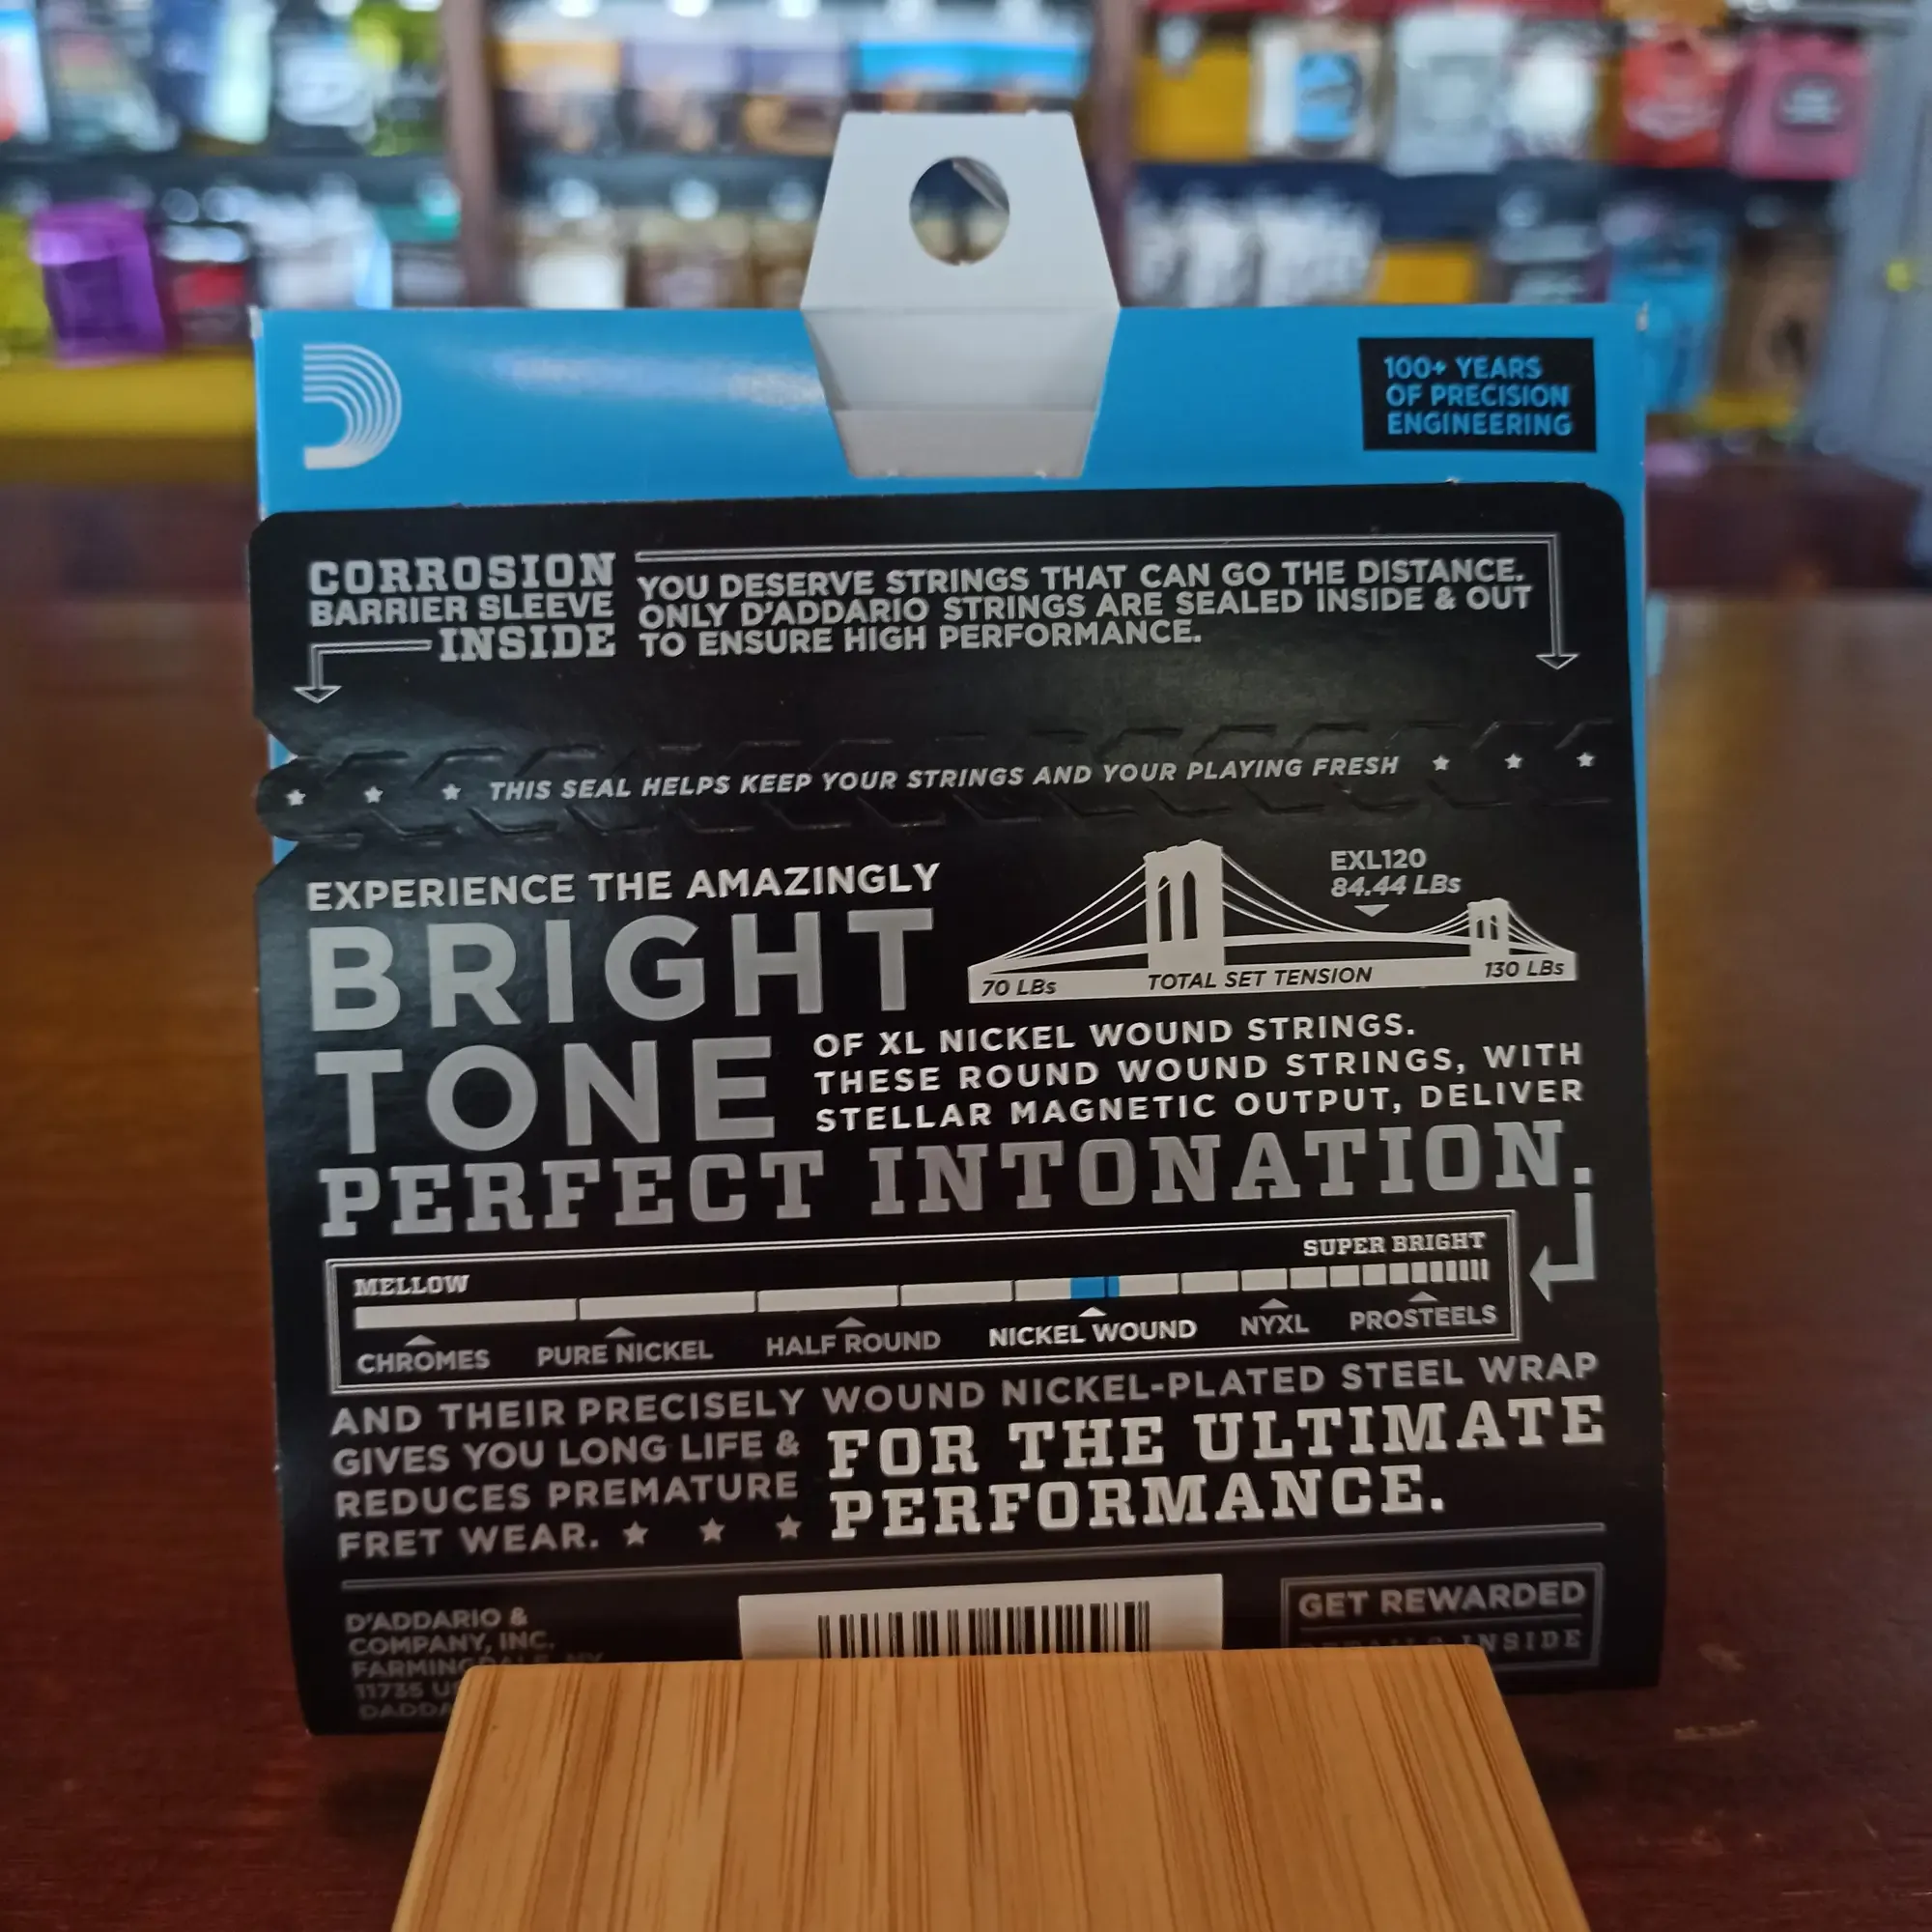 100+ YEARS
OF PRECISION
ENGINEERING
CORROSION
BARRIER SLEEVE
INSIDE
YOU DESERVE STRINGS THAT CAN GO THE DISTANCE.
ONLY D'ADDARIO STRINGS ARE SEALED INSIDE & OUT
TO ENSURE HIGH PERFORMANCE.
THIS SEAL HELPS KEEP YOUR STRINGS AND YOUR PLAYING FRESH
EXPERIENCE THE AMAZINGLY
BRIGHT
TONE
EXL120
84.44 LBs
70 LBs
TOTAL SET TENSION
130 LBs
OF XL NICKEL WOUND STRINGS.
THESE ROUND WOUND STRINGS, WITH
STELLAR MAGNETIC OUTPUT, DELIVER
PERFECT INTONATION.
MELLOW
SUPER BRIGHT
CHROMES
PURE NICKEL
HALF ROUND
NICKEL WOUND
NYXL
PROSTEELS
AND THEIR PRECISELY WOUND NICKEL-PLATED STEEL WRAP
GIVES YOU LONG LIFE &
REDUCES PREMATURE
FRET WEAR.
FOR THE ULTIMATE
PERFORMANCE.
D'ADDARIO &
COMPANY, INC.
11735
GET REWARDED
INSIDE